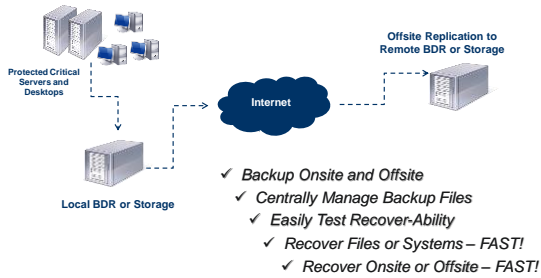 Offsite Replication to
Remote BDR or Storage
Protected Critical
Servers and
Desktops
Internet
Local BDR or Storage
✓ Backup Onsite and Offsite
✓ Centrally Manage Backup Files
✓ Easily Test Recover-Ability
✓ Recover Files or Systems – FAST!
✓ Recover Onsite or Offsite – FAST!